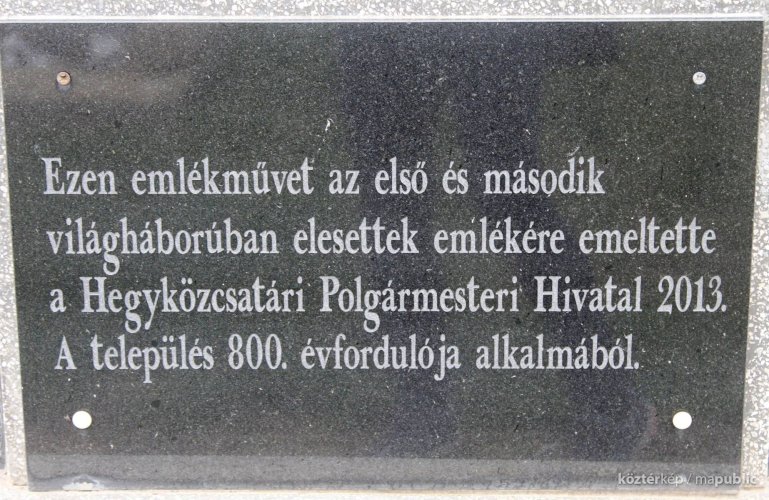 Ezen emlékművet az első és második
világháborúban elesettek emlékére emeltette
a Hegyközcsatári Polgármesteri Hivatal 2013.
A település 800. évfordulója alkalmából.
köztérkép / mapublic